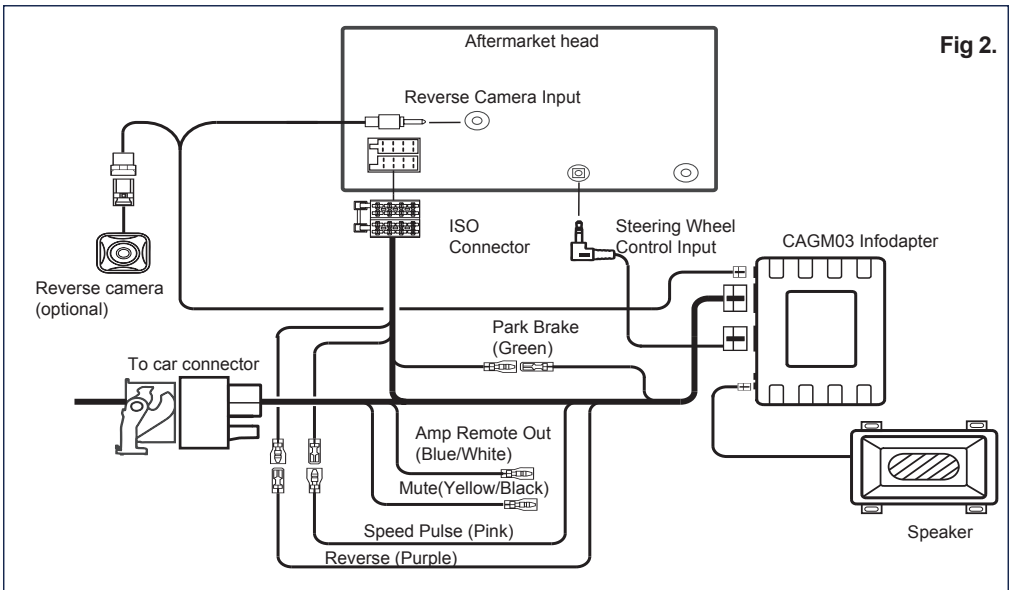 Fig 2.
Aftermarket head
Reverse Camera Input
ISO
Connector
Steering Wheel
Control Input
CAGM03 Infodapter
Reverse camera
(optional)
Park Brake
(Green)
To car connector
Amp Remote Out
(Blue/White)
Mute(Yellow/Black)
Speed Pulse (Pink)
Reverse (Purple)
Speaker